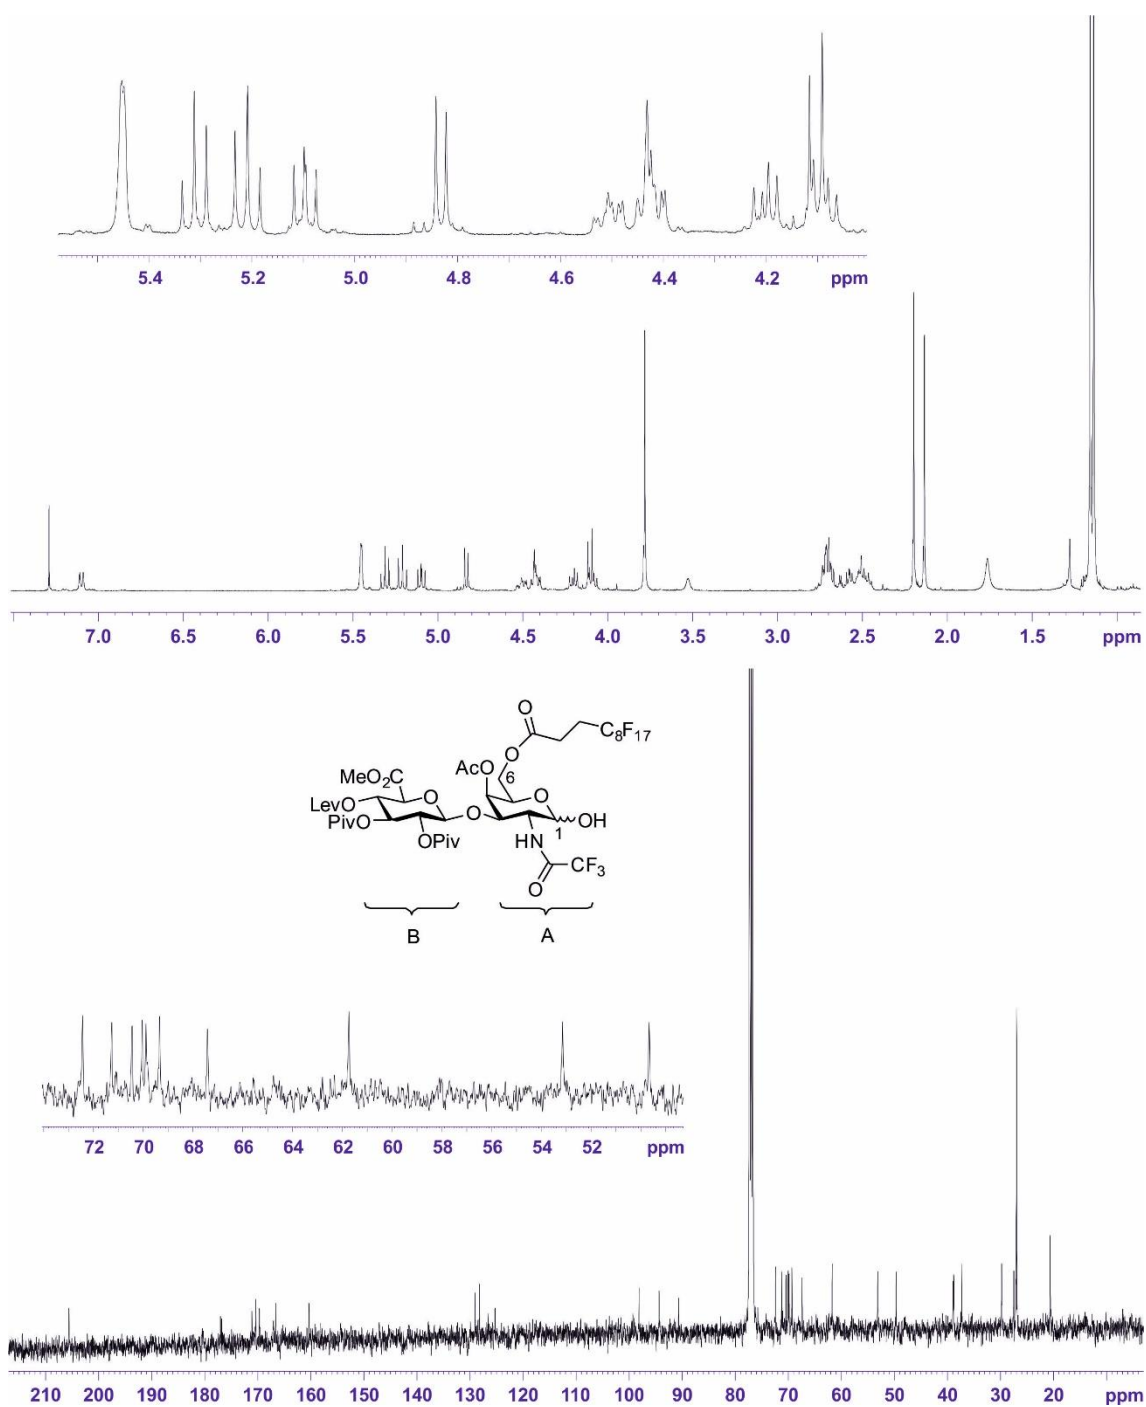 5.4 5.2 5.0 4.8 4.6 4.4 4.2 ppm
7.0 6.5 6.0 5.5 5.0 4.5 4.0 3.5 3.0 2.5 2.0 1.5 ppm
O
C8F17
O
6
AcO
MeO2C
O
O
LevO
PivO
O
1
OH
OPiv
HN
CF3
O
B
A
72 70 68 66 64 62 60 58 56 54 52 ppm
210 200 190 180 170 160 150 140 130 120 110 100 90 80 70 60 50 40 30 20 ppm